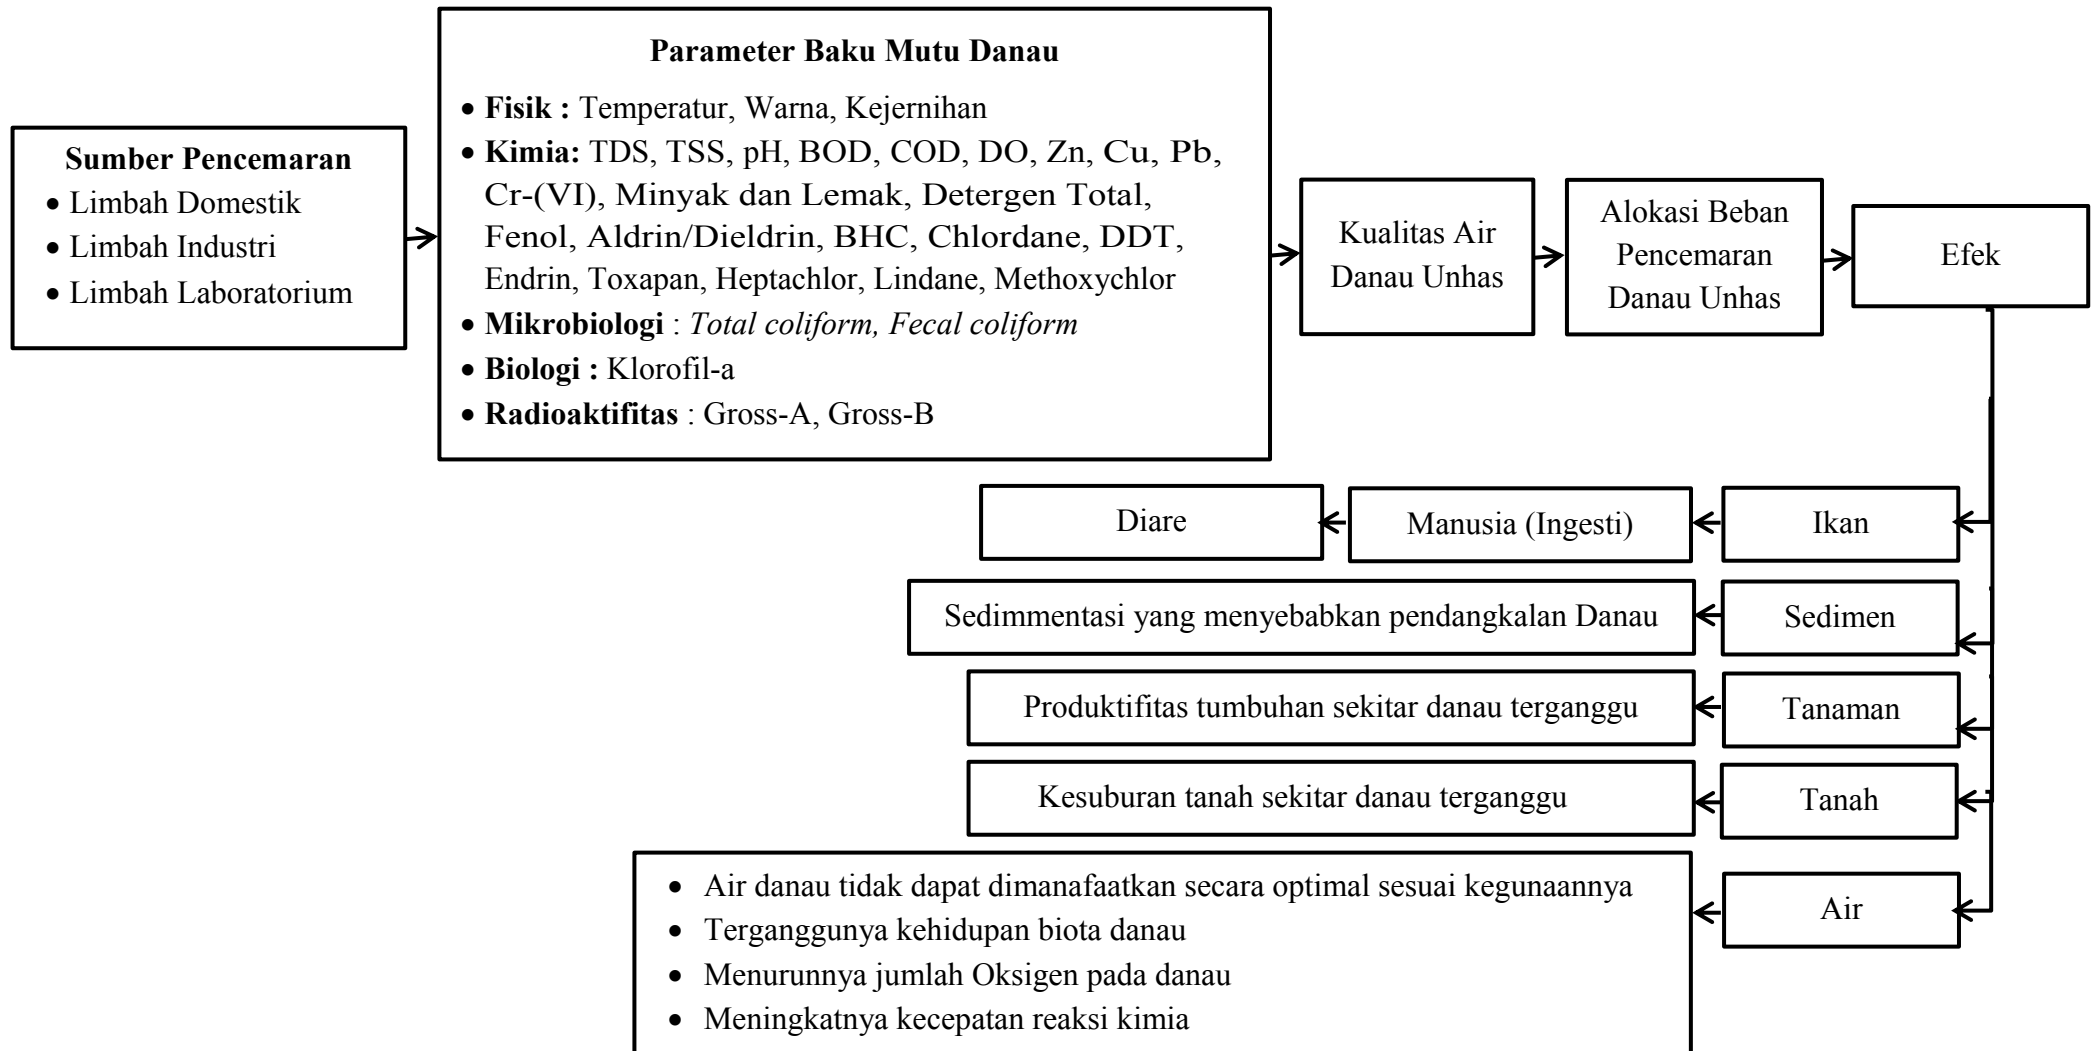 Sumber Pencemaran
• Limbah Domestik
• Limbah Industri
• Limbah Laboratorium
Parameter Baku Mutu Danau
• Fisik : Temperatur, Warna, Kejernihan
• Kimia: TDS, TSS, pH, BOD, COD, DO, Zn, Cu, Pb,
Cr-(VI), Minyak dan Lemak, Detergen Total,
Fenol, Aldrin/Dieldrin, BHC, Chlordane, DDT,
Endrin, Toxapan, Heptachlor, Lindane, Methoxychlor
• Mikrobiologi : Total coliform, Fecal coliform
• Biologi : Klorofil-a
• Radioaktifitas : Gross-A, Gross-B
Kualitas Air
Danau Unhas
Alokasi Beban
Pencemaran
Danau Unhas
Efek
Ikan
Manusia (Ingesti)
Diare
Sedimen
Sedimmentasi yang menyebabkan pendangkalan Danau
Tanaman
Produktifitas tumbuhan sekitar danau terganggu
Tanah
Kesuburan tanah sekitar danau terganggu
Air
• Air danau tidak dapat dimanafaatkan secara optimal sesuai kegunaannya
• Terganggunya kehidupan biota danau
• Menurunnya jumlah Oksigen pada danau
• Meningkatnya kecepatan reaksi kimia